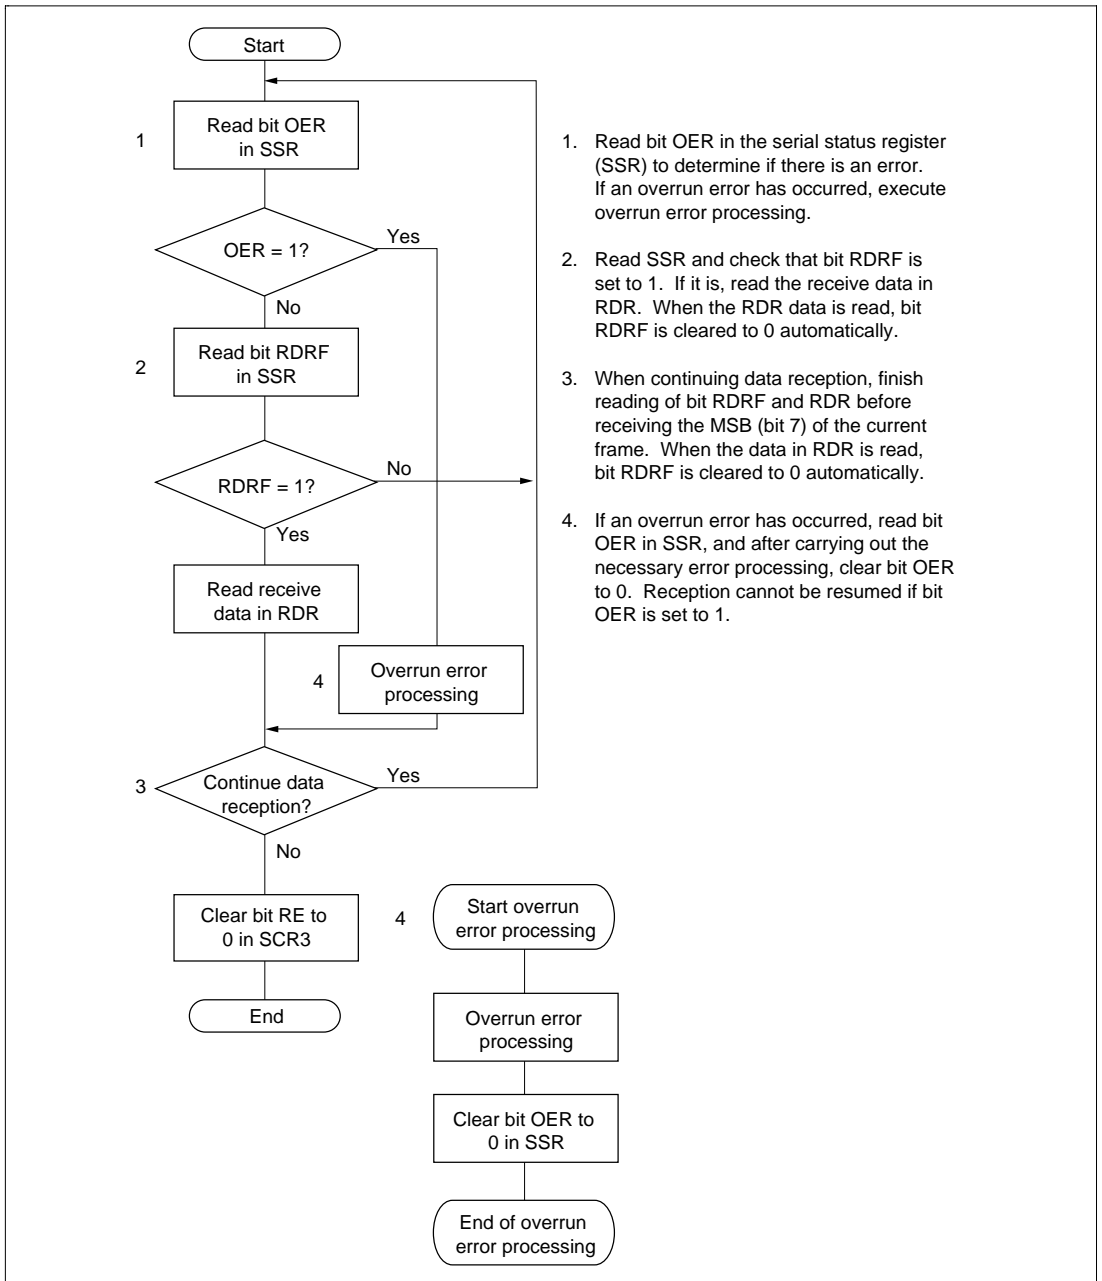 Start
1
Read bit OER
in SSR
OER = 1?
Yes
No
2
Read bit RDRF
in SSR
RDRF = 1?
No
Yes
Read receive
data in RDR
4
Overrun error
processing
3
Continue data
reception?
Yes
No
Clear bit RE to
0 in SCR3
End
4
Start overrun
error processing
Overrun error
processing
Clear bit OER to
0 in SSR
End of overrun
error processing
1. Read bit OER in the serial status register
(SSR) to determine if there is an error.
If an overrun error has occurred, execute
overrun error processing.
2. Read SSR and check that bit RDRF is
set to 1. If it is, read the receive data in
RDR. When the RDR data is read, bit
RDRF is cleared to 0 automatically.
3. When continuing data reception, finish
reading of bit RDRF and RDR before
receiving the MSB (bit 7) of the current
frame. When the data in RDR is read,
bit RDRF is cleared to 0 automatically.
4. If an overrun error has occurred, read bit
OER in SSR, and after carrying out the
necessary error processing, clear bit OER
to 0. Reception cannot be resumed if bit
OER is set to 1.